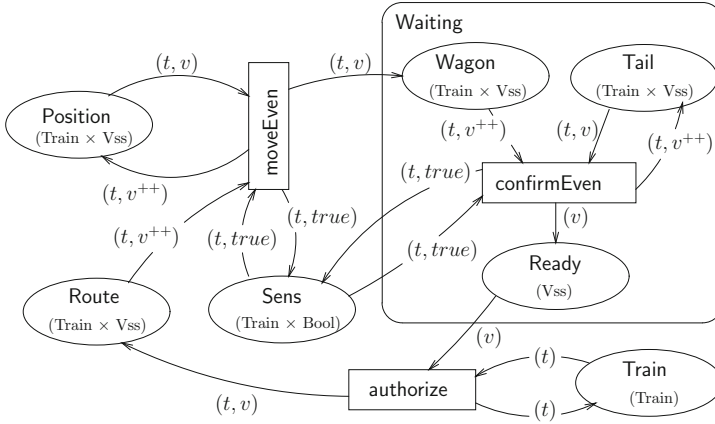 Waiting
(t, v)
(t, v)
Wagon
(Train × Vss)
Tail
(Train × Vss)
Position
(Train × Vss)
moveEven
(t, v++)
(t, v)
(t, v++)
(t, v++)
(t, true)
confirmEven
(t, v++)
(t, true)
(t, true)
(t, true)
(v)
Route
(Train × Vss)
Sens
(Train × Bool)
Ready
(Vss)
(v)
(t, v)
authorize
(t)
(t)
Train
(Train)